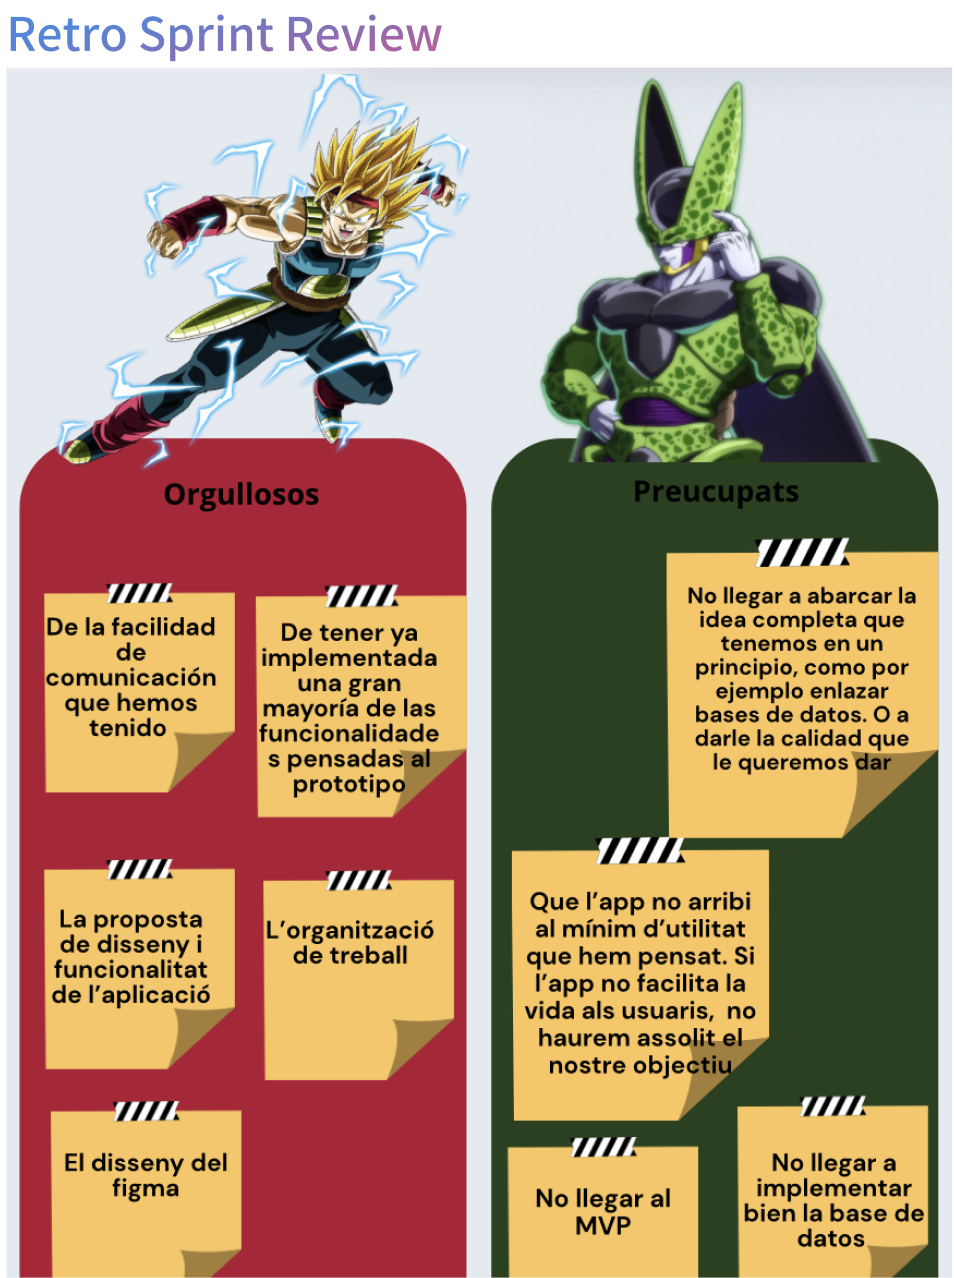 Retro Sprint Review
Orgullosos
De la facilidad
de
comunicación
que hemos
tenido
De tener ya
implementada
una gran
mayoría de las
funcionalidade
s pensadas al
prototipo
La proposta
de disseny i
funcionalitat
de l'aplicació
L'organització
de treball
El disseny del
figma
Preucupats
No llegar a abarcar la
idea completa que
tenemos en un
principio, como por
ejemplo enlazar
bases de datos. O a
darle la calidad que
le queremos dar
Que l'app no arribi
al mínim d'utilitat
que hem pensat. Si
l'app no facilita la
vida als usuaris, no
haurem assolit el
nostre objectiu
No llegar al
MVP
No llegar a
implementar
bien la base de
datos